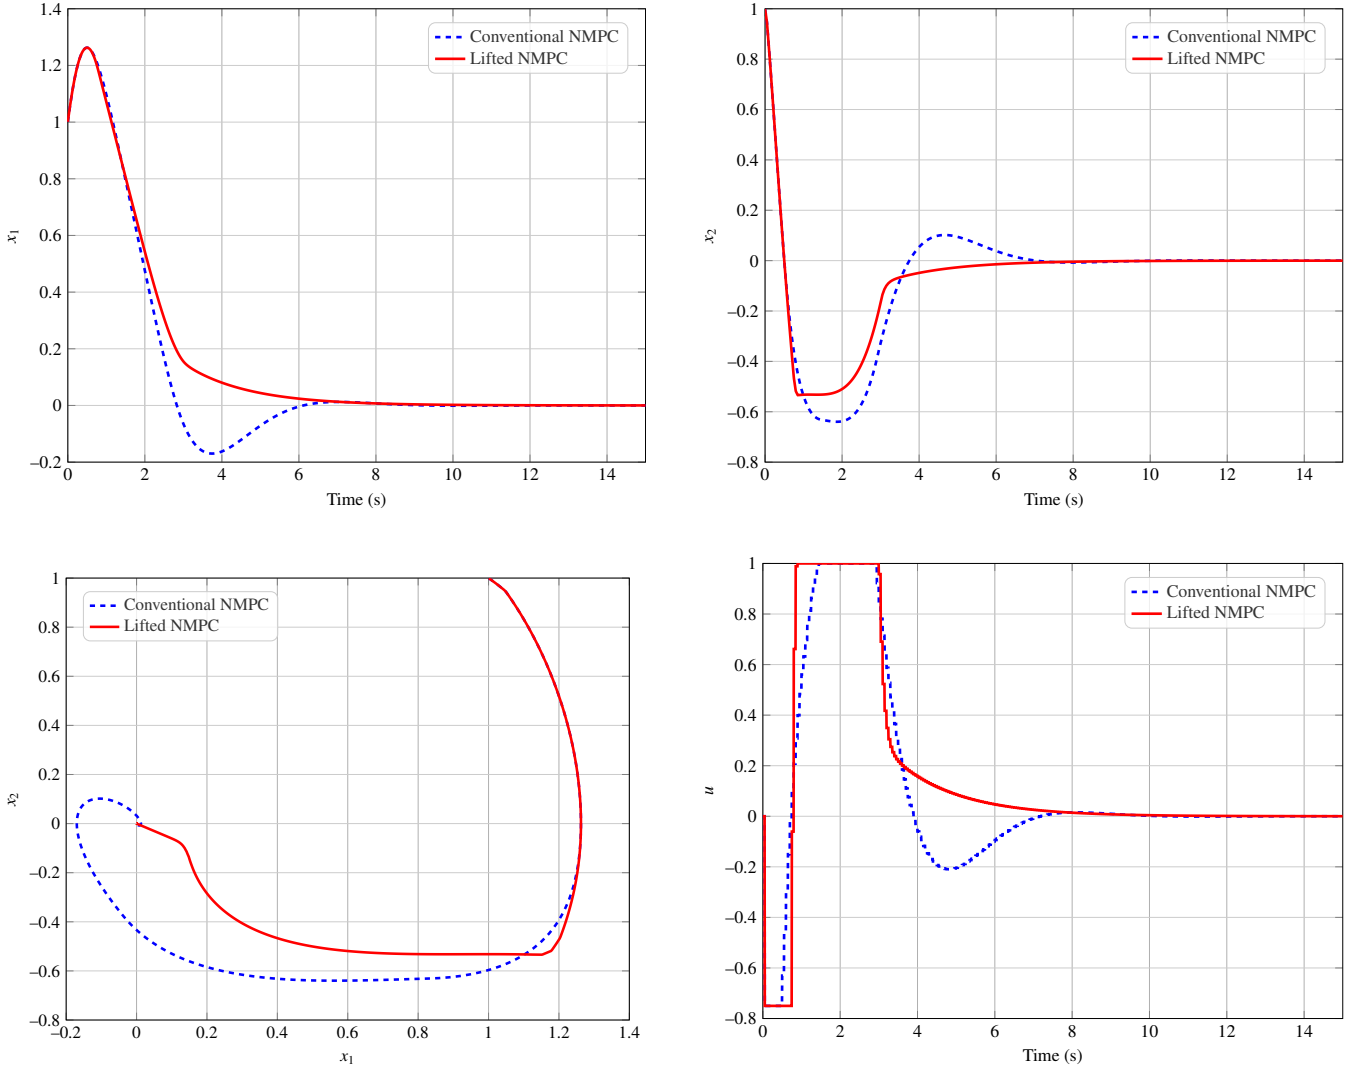 1.4
1.2
1
0.8
0.6
0.4
0.2
0
–0.2
x1
0 2 4 6 8 10 12 14
Time (s)
Conventional NMPC
Lifted NMPC
1
0.8
0.6
0.4
0.2
0
–0.2
–0.4
–0.6
–0.8
x2
0 2 4 6 8 10 12 14
Time (s)
Conventional NMPC
Lifted NMPC
1
0.8
0.6
0.4
0.2
0
–0.2
–0.4
–0.6
–0.8
x2
–0.2 0 0.2 0.4 0.6 0.8 1 1.2 1.4
x1
Conventional NMPC
Lifted NMPC
1
0.8
0.6
0.4
0.2
0
–0.2
–0.4
–0.6
–0.8
u
0 2 4 6 8 10 12 14
Time (s)
Conventional NMPC
Lifted NMPC